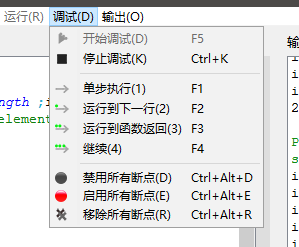 运行(R) 调试(D) 输出(O)
开始调试(D) F5
停止调试(K) Ctrl+K
单步执行(1) F1
运行到下一行(2) F2
运行到函数返回(3) F3
继续(4) F4
禁用所有断点(D) Ctrl+Alt+D
启用所有断点(E) Ctrl+Alt+E
移除所有断点(R) Ctrl+Alt+R
ngth ;i
element